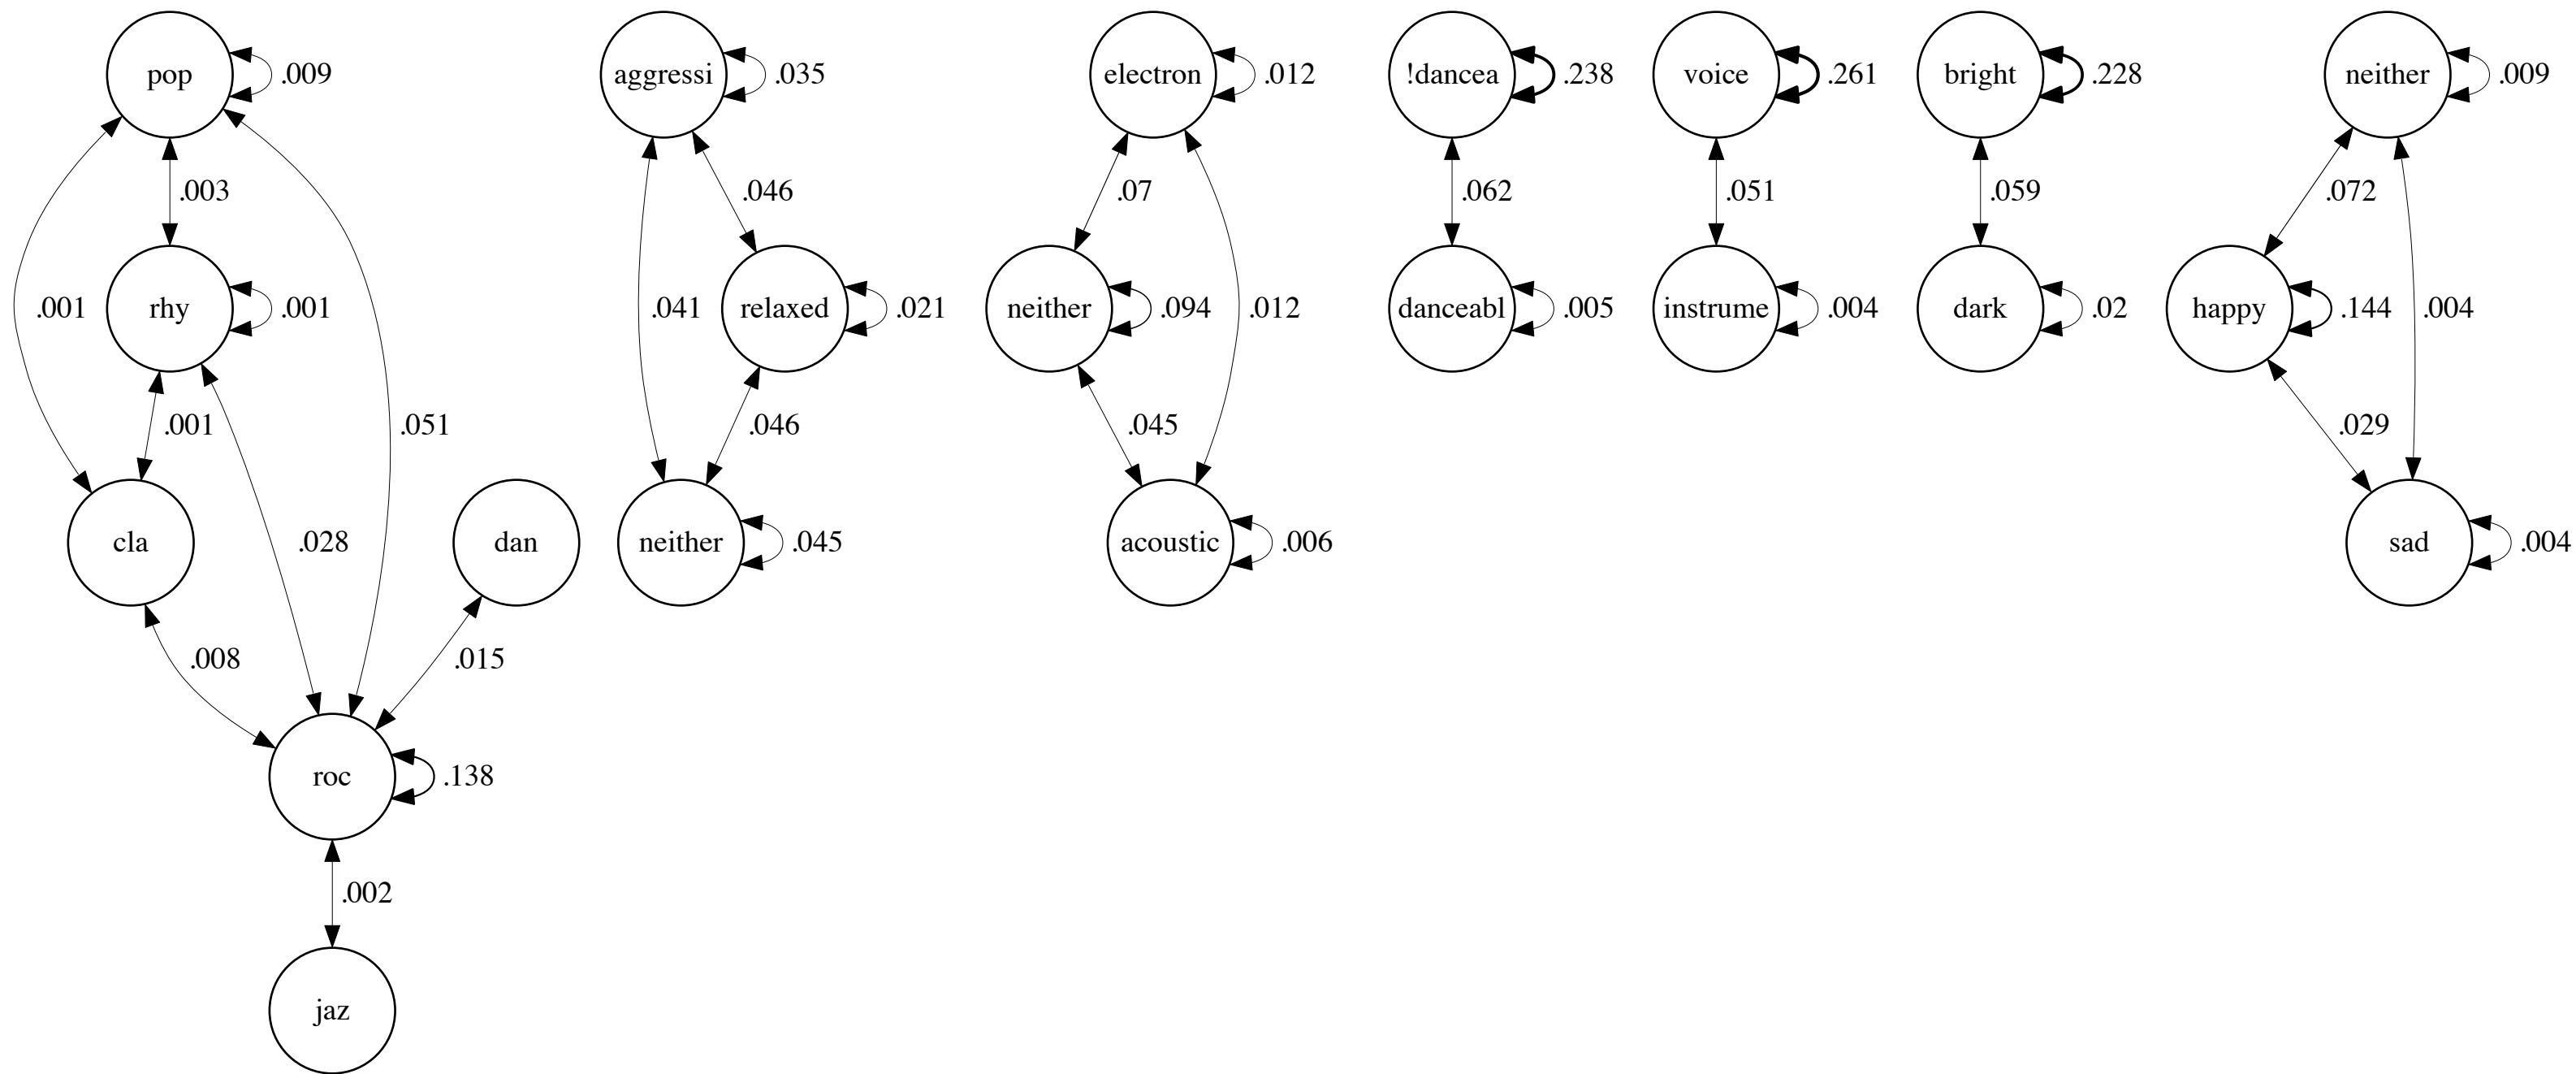 pop
.009
aggressi
.035
electron
.012
!dancea
.238
voice
.261
bright
.228
neither
.009
.003
.046
.07
.062
.051
.059
.072
.001
rhy
.001
.041
relaxed
.021
neither
.094
.012
danceabl
.005
instrume
.004
dark
.02
happy
.144
.004
.001
.051
.046
.045
.029
cla
.028
dan
neither
.045
acoustic
.006
sad
.004
.008
.015
roc
.138
.002
jaz